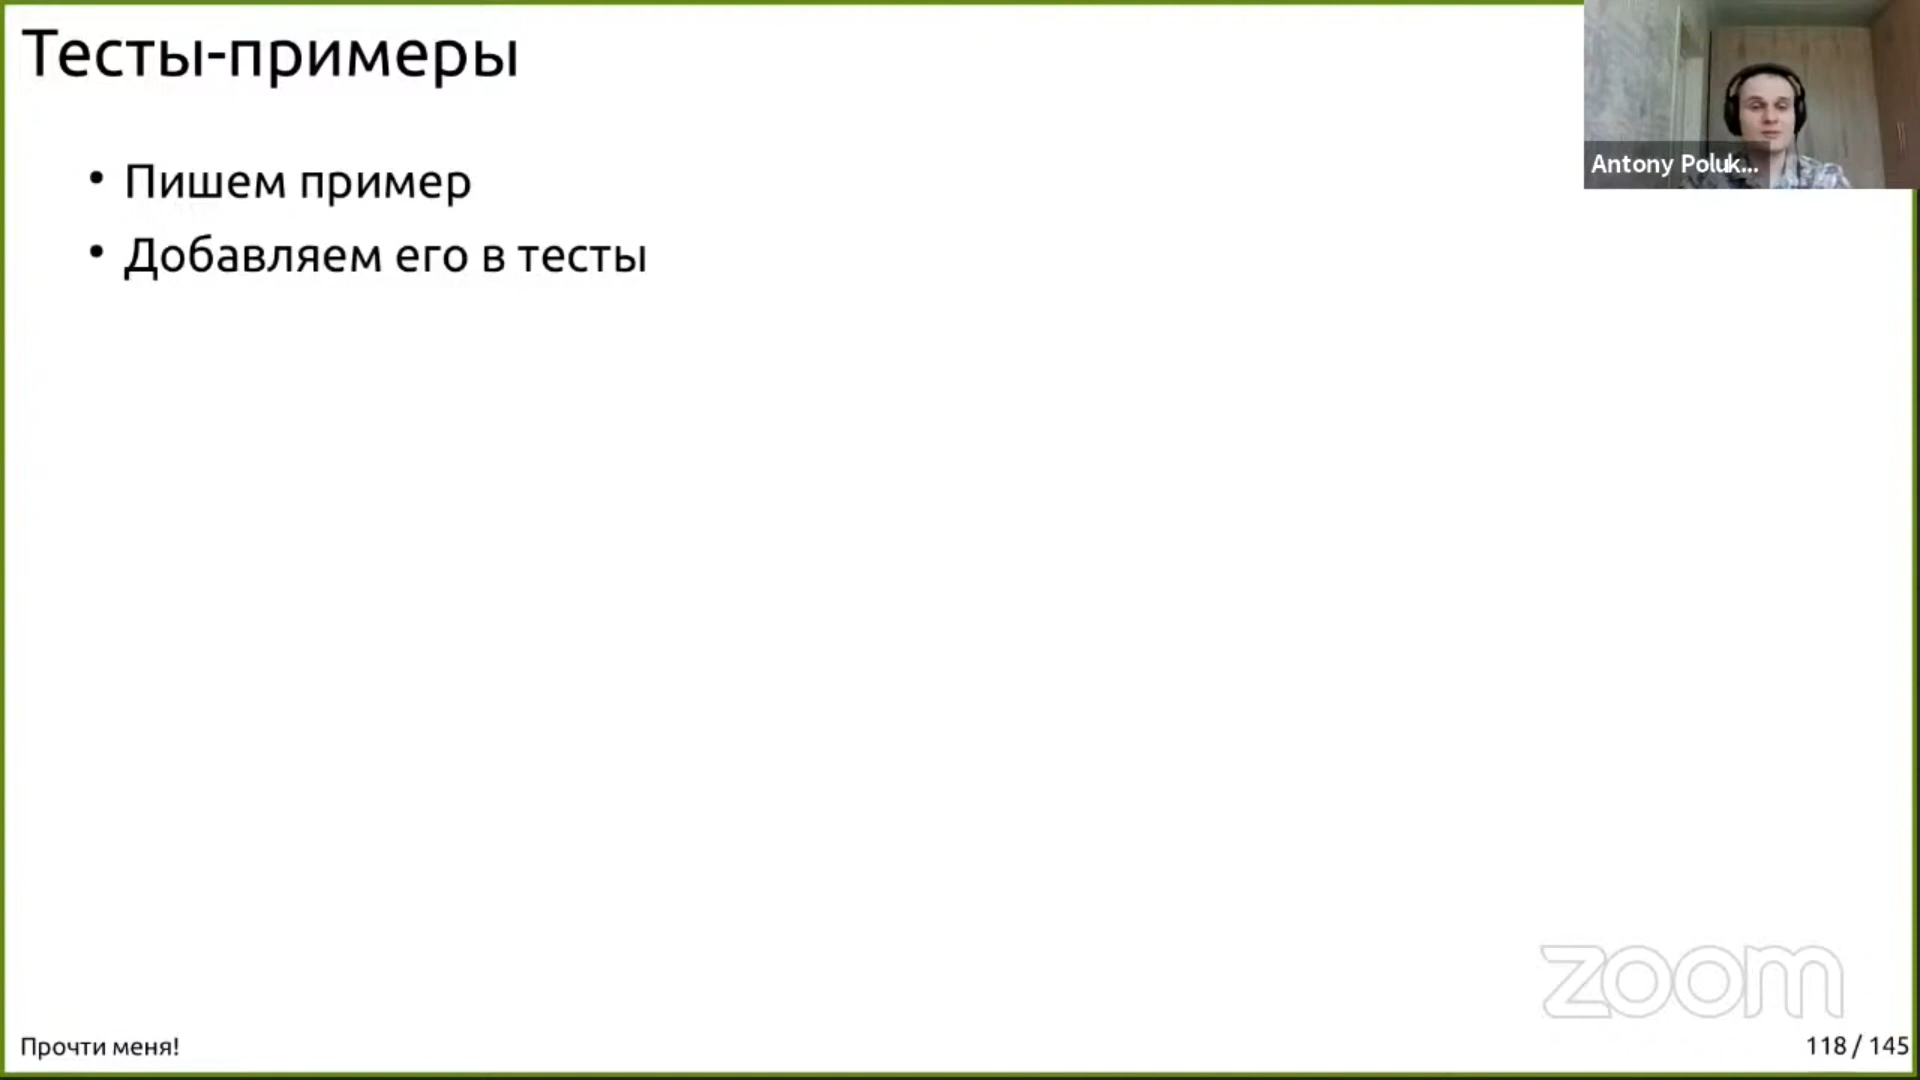 Тесты-примеры
Antony Poluk...
• Пишем пример
• Добавляем его в тесты
zoom
Прочти меня!
118 / 145